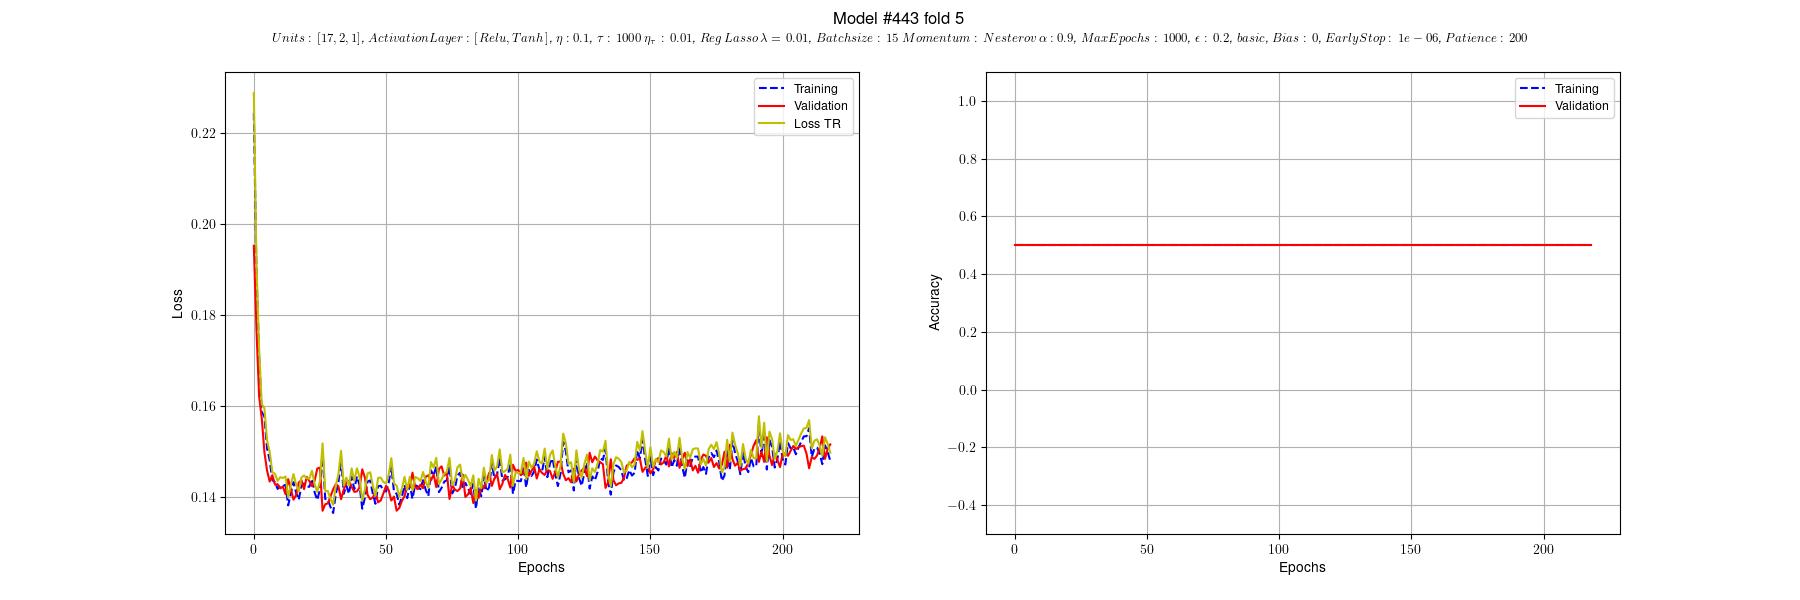 Model #443 fold 5
Units : [17, 2, 1], ActivationLayer : [Relu, Tanh], η : 0.1, τ : 1000 ητ : 0.01, Reg Lasso λ = 0.01, Batchsize : 15 Momentum : Nesterov α : 0.9, MaxEpochs : 1000, ϵ : 0.2, basic, Bias : 0, EarlyStop : 1e − 06, Patience : 200
Training
Validation
Loss TR
0.22
0.20
0.18
0.16
0.14
Loss
0 50 100 150 200
Epochs
Training
Validation
1.0
0.8
0.6
0.4
0.2
0.0
−0.2
−0.4
Accuracy
0 50 100 150 200
Epochs